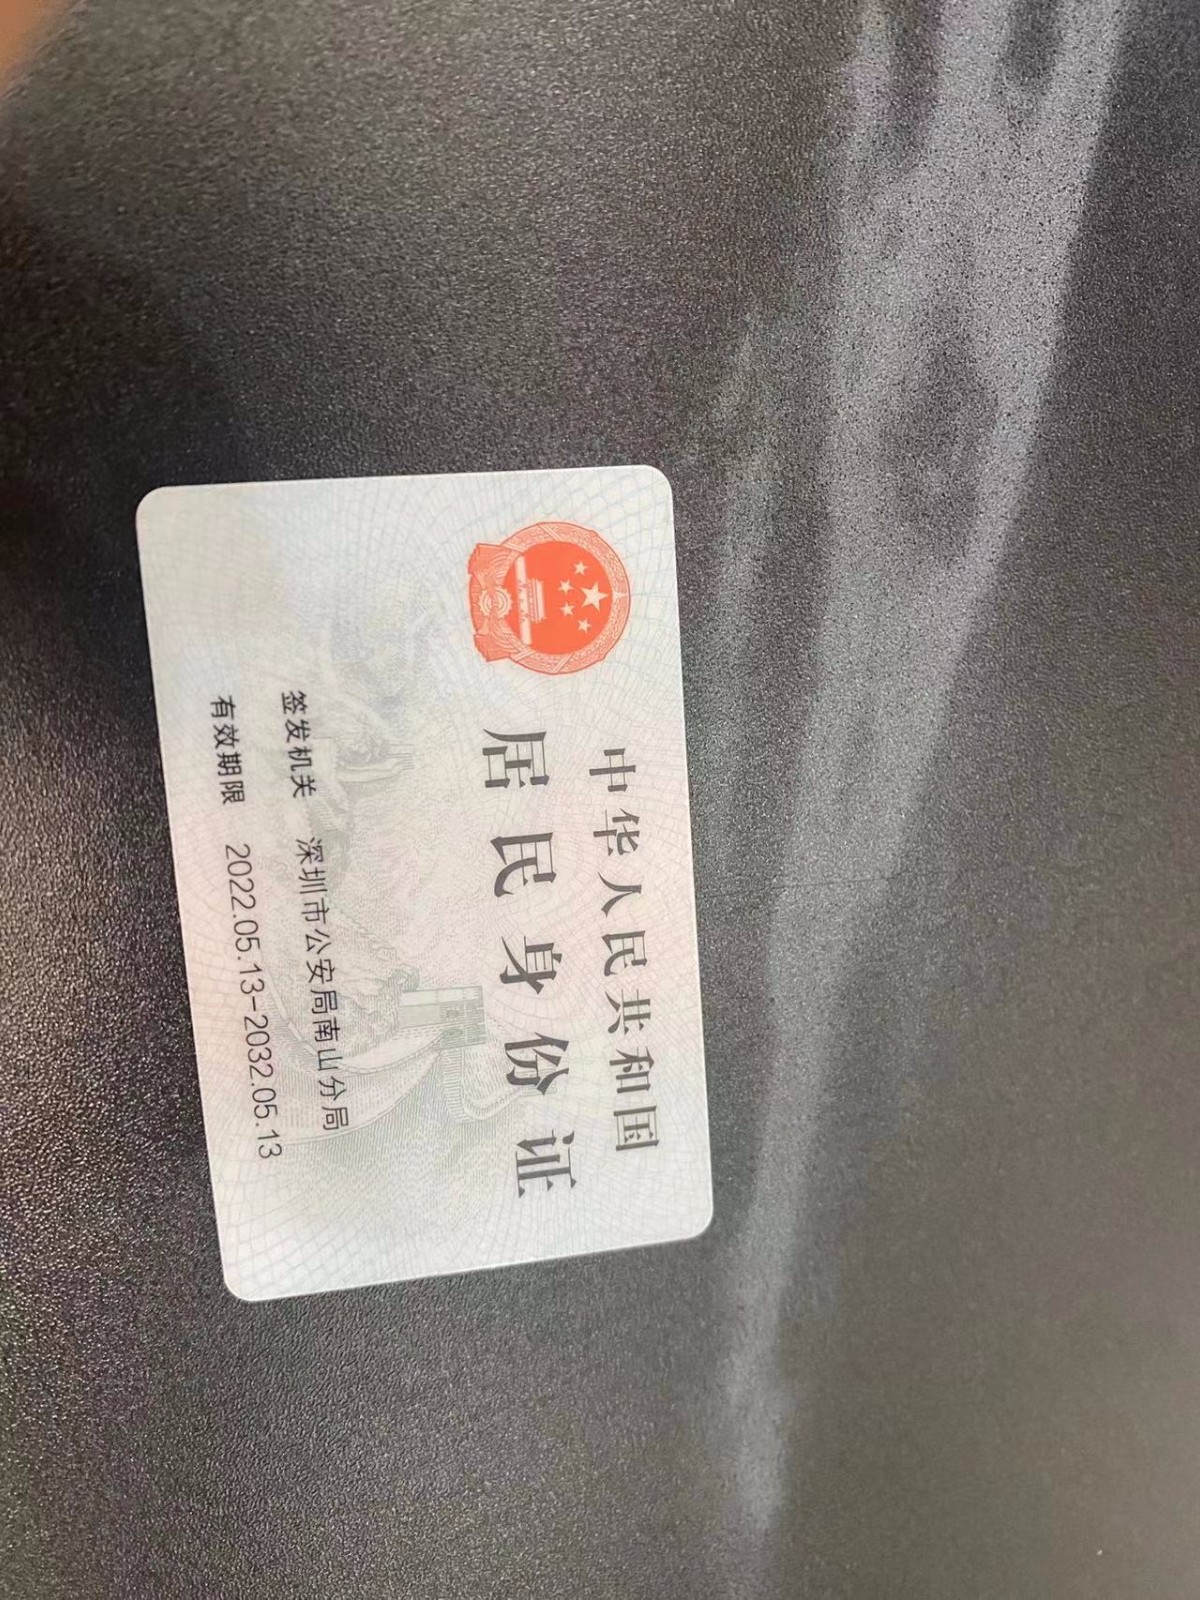 中华人民共和国
居民身份证
签发机关 深圳市公安局南山分局
有效期限 2022.05.13-2032.05.13